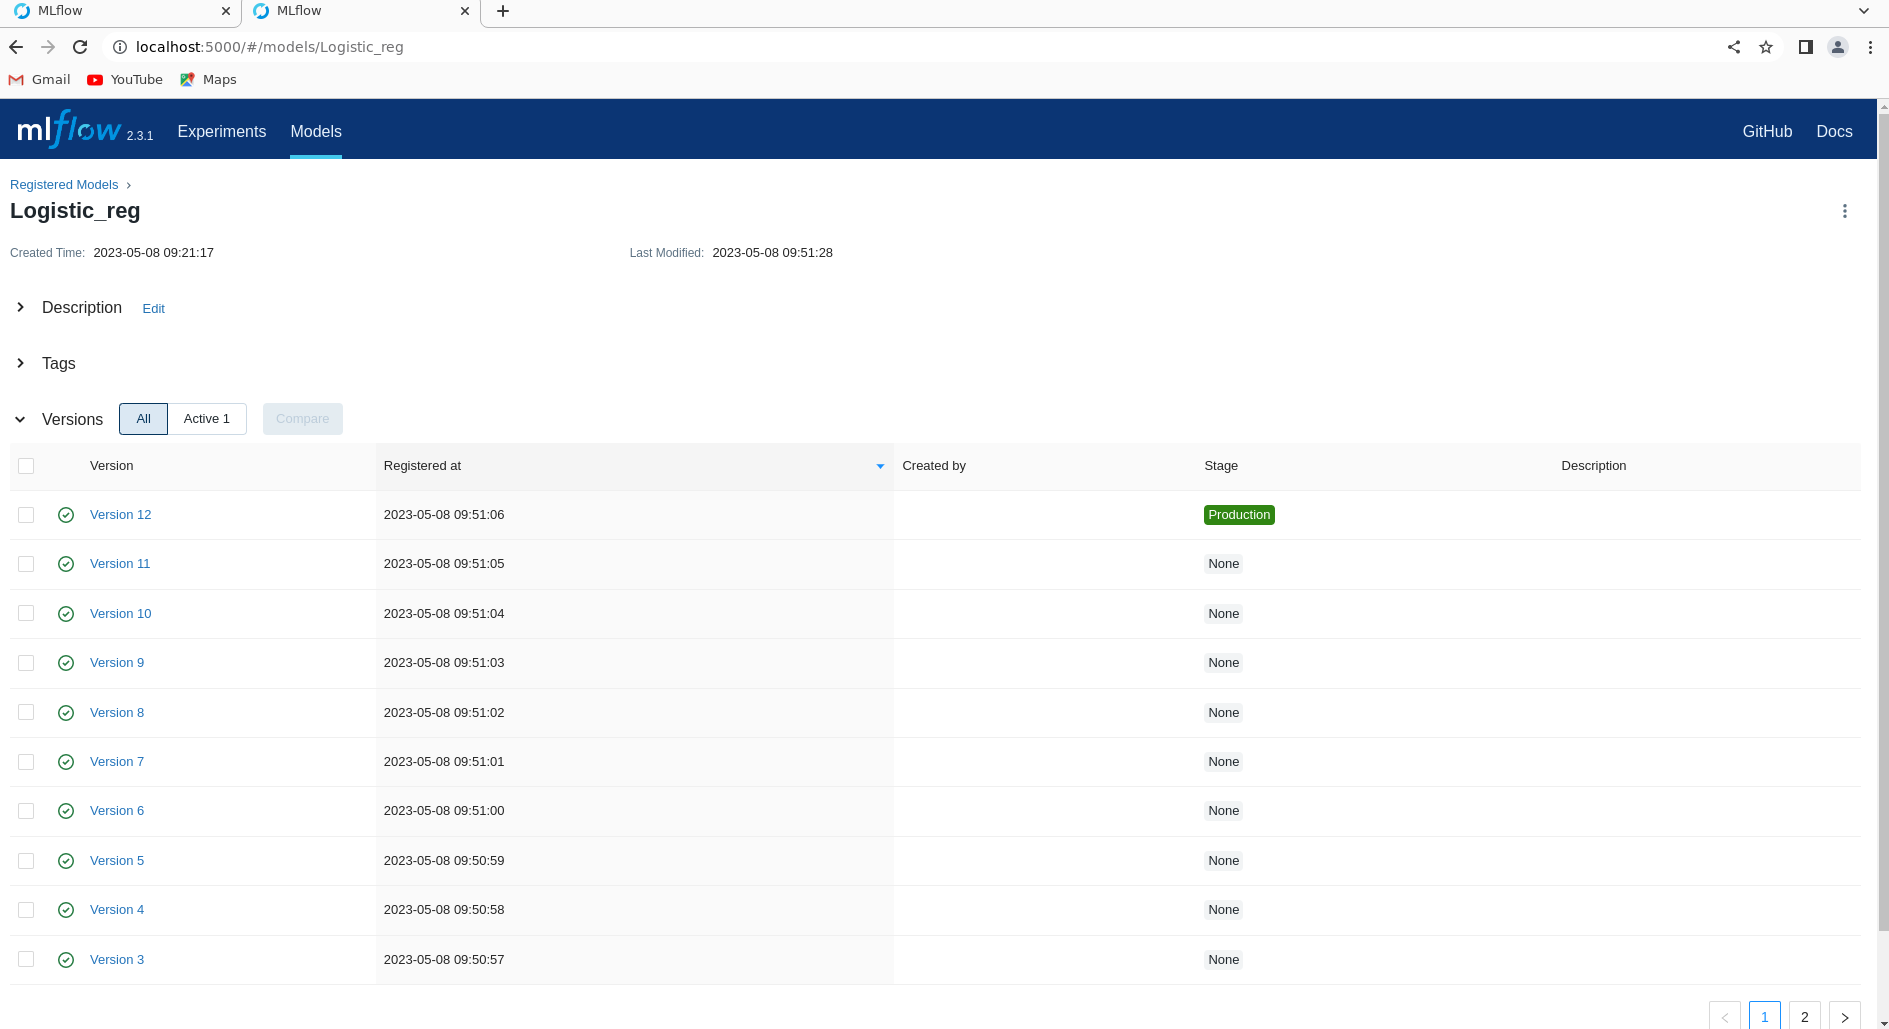 MLflow MLflow
localhost:5000/#/models/Logistic_reg
Gmail YouTube Maps
mlflow 2.3.1 Experiments Models GitHub Docs
Registered Models
Logistic_reg
Created Time: 2023-05-08 09:21:17 Last Modified: 2023-05-08 09:51:28
Description Edit
Tags
Versions All Active 1 Compare
Version Registered at Created by Stage Description
Version 12 2023-05-08 09:51:06 Production
Version 11 2023-05-08 09:51:05 None
Version 10 2023-05-08 09:51:04 None
Version 9 2023-05-08 09:51:03 None
Version 8 2023-05-08 09:51:02 None
Version 7 2023-05-08 09:51:01 None
Version 6 2023-05-08 09:51:00 None
Version 5 2023-05-08 09:50:59 None
Version 4 2023-05-08 09:50:58 None
Version 3 2023-05-08 09:50:57 None
1 2